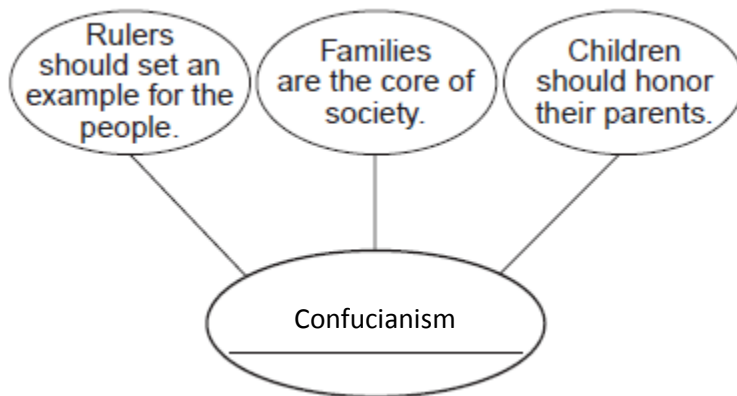 Rulers
should set an
example for the
people.
Families
are the core of
society.
Children
should honor
their parents.
Confucianism